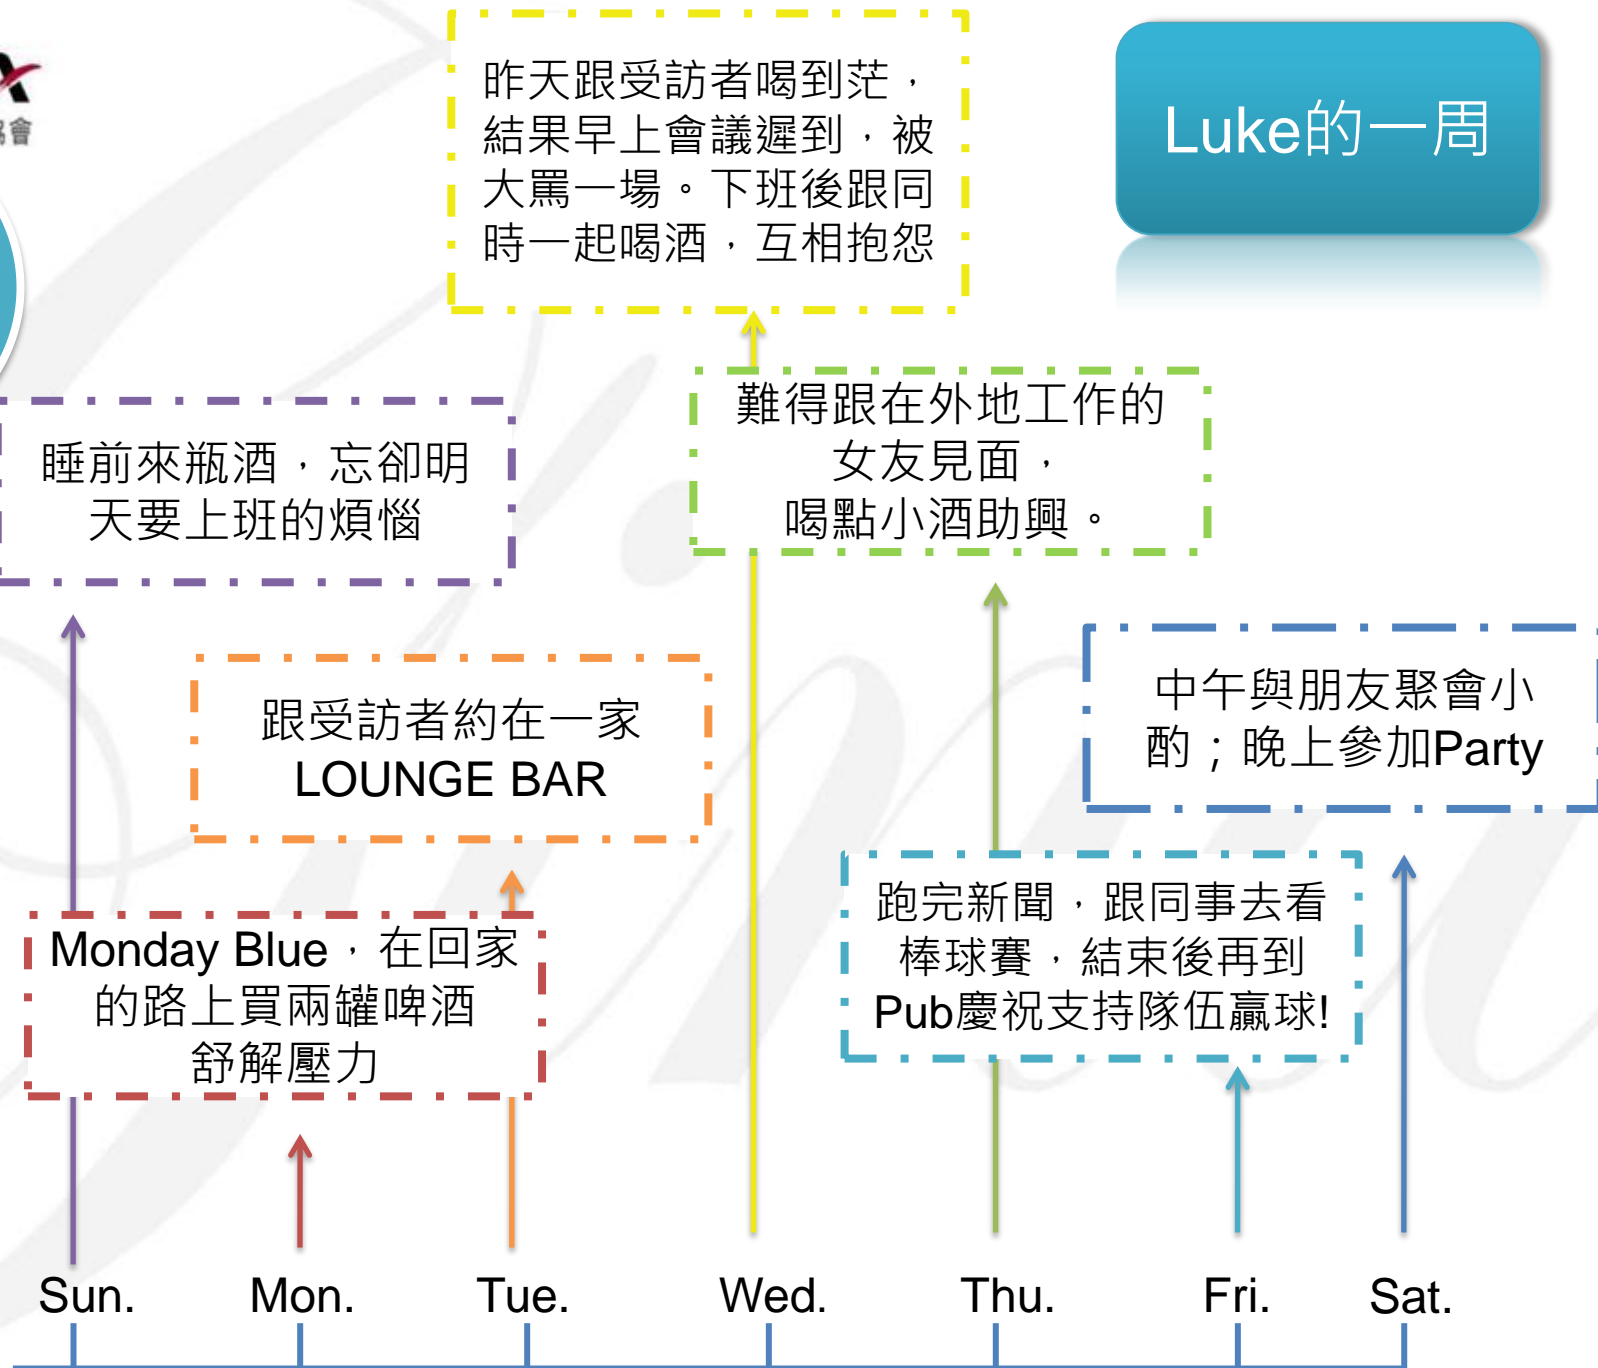 昨天跟受訪者喝到茫，
結果早上會議遲到，被
大罵一場。下班後跟同
時一起喝酒，互相抱怨
Luke的一周
會
難得跟在外地工作的
女友見面，
喝點小酒助興。
睡前來瓶酒，忘卻明
天要上班的煩惱
跟受訪者約在一家
LOUNGE BAR
中午與朋友聚會小
酌；晚上參加Party
Monday Blue，在回家
的路上買兩罐啤酒
舒解壓力
跑完新聞，跟同事去看
棒球賽，結束後再到
Pub慶祝支持隊伍贏球!
Sun.
Mon.
Tue.
Wed.
Thu.
Fri.
Sat.